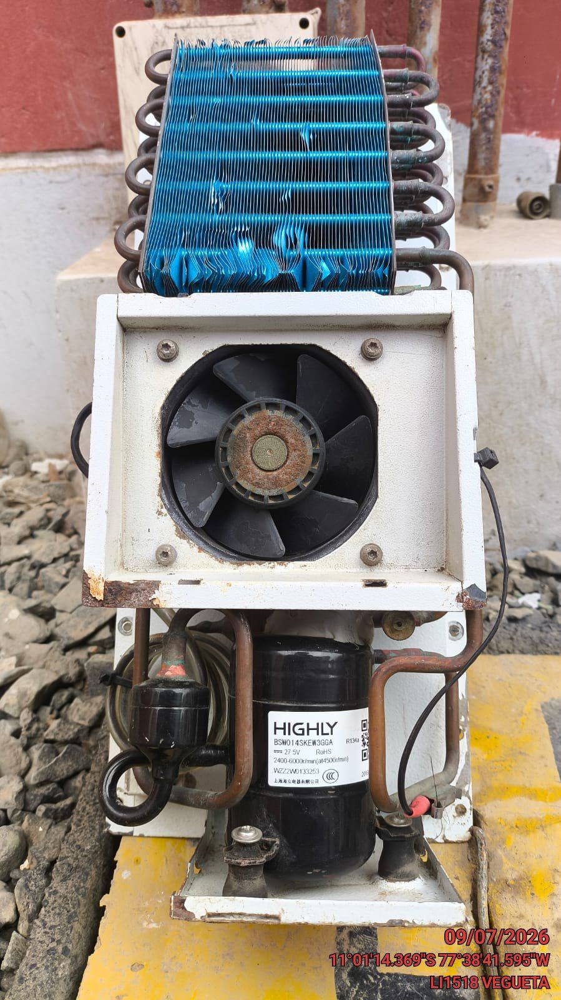 HIGHLY
BSW014SKEW3GGA R134a
27.5V RoHS
2400-6000r/min(at4500r/min)
WZZ2W0133253
上海海立电器有限公司
09/07/2026
11°01'14.369"S 77°38'41.595"W
LI1518 VEGUETA